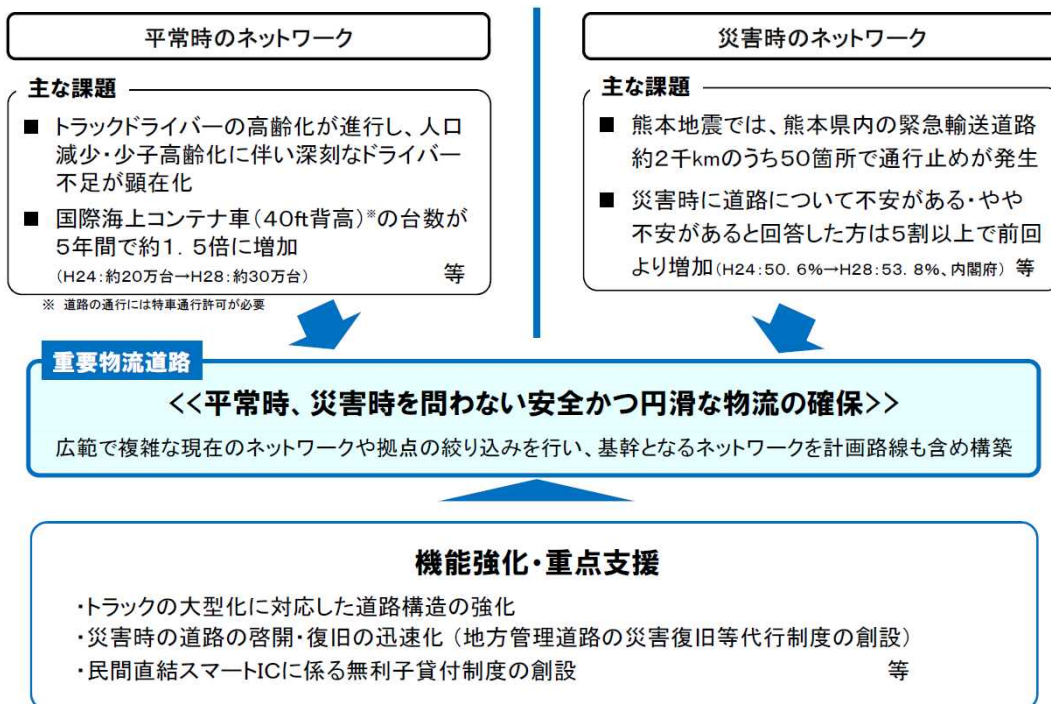 平常時のネットワーク
主な課題
■ トラックドライバーの高齢化が進行し、人口
減少・少子高齢化に伴い深刻なドライバー
不足が顕在化
■ 国際海上コンテナ車(40ft背高)※の台数が
5年間で約1.5倍に増加
(H24:約20万台→H28:約30万台) 等
※ 道路の通行には特車通行許可が必要
災害時のネットワーク
主な課題
■ 熊本地震では、熊本県内の緊急輸送道路
約2千kmのうち50箇所で通行止めが発生
■ 災害時に道路について不安がある・やや
不安があると回答した方は5割以上で前回
より増加(H24:50.6%→H28:53.8%、内閣府) 等
重要物流道路
<<平常時、災害時を問わない安全かつ円滑な物流の確保>>
広範で複雑な現在のネットワークや拠点の絞り込みを行い、基幹となるネットワークを計画路線も含め構築
機能強化・重点支援
・トラックの大型化に対応した道路構造の強化
・災害時の道路の啓開・復旧の迅速化(地方管理道路の災害復旧等代行制度の創設)
・民間直結スマートICに係る無利子貸付制度の創設 等